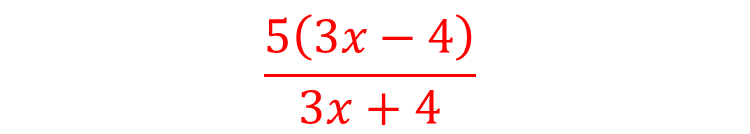 5(3x − 4)
3x + 4